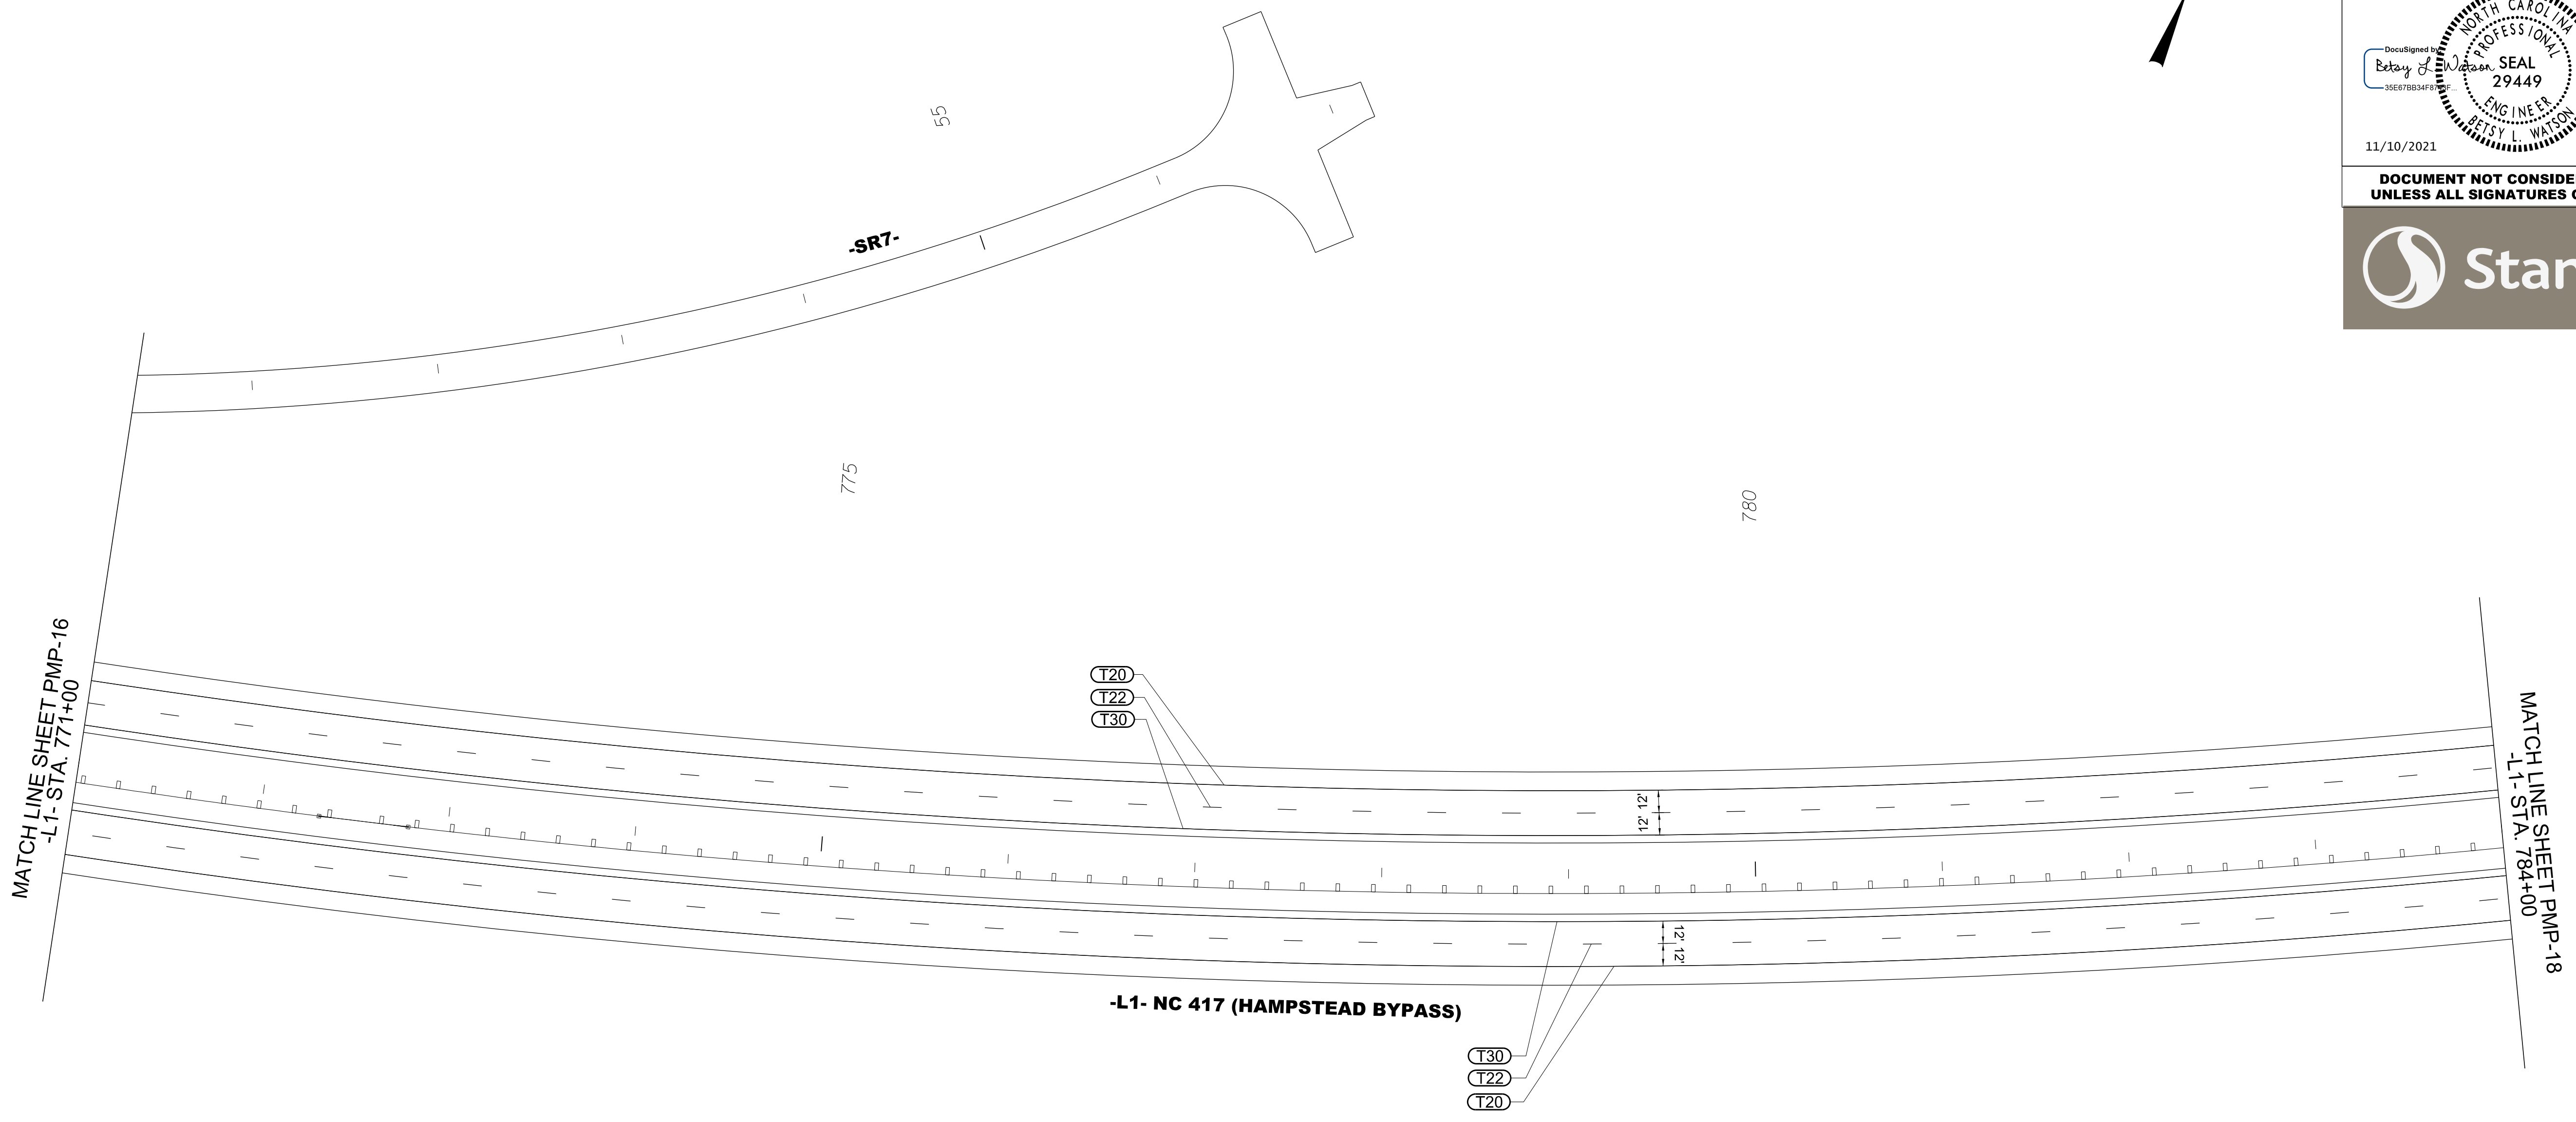 NORTH CAROLINA
PROFESSIONAL
SEAL
29449
ENGINEER
BETSY L. WATSON
DocuSigned by
Betsy L. Watson
11/10/2021
DOCUMENT NOT
UNLESS ALL SIGNATURES
55
-SR7-
775
780
MATCH LINE SHEET PMP-16
-L1- STA. 771+00
T20
T22
T30
12' 12'
12' 12'
MATCH LINE SHEET PMP-18
-L1- STA. 784+00
-L1- NC 417 (HAMPSTEAD BYPASS)
T30
T22
T20